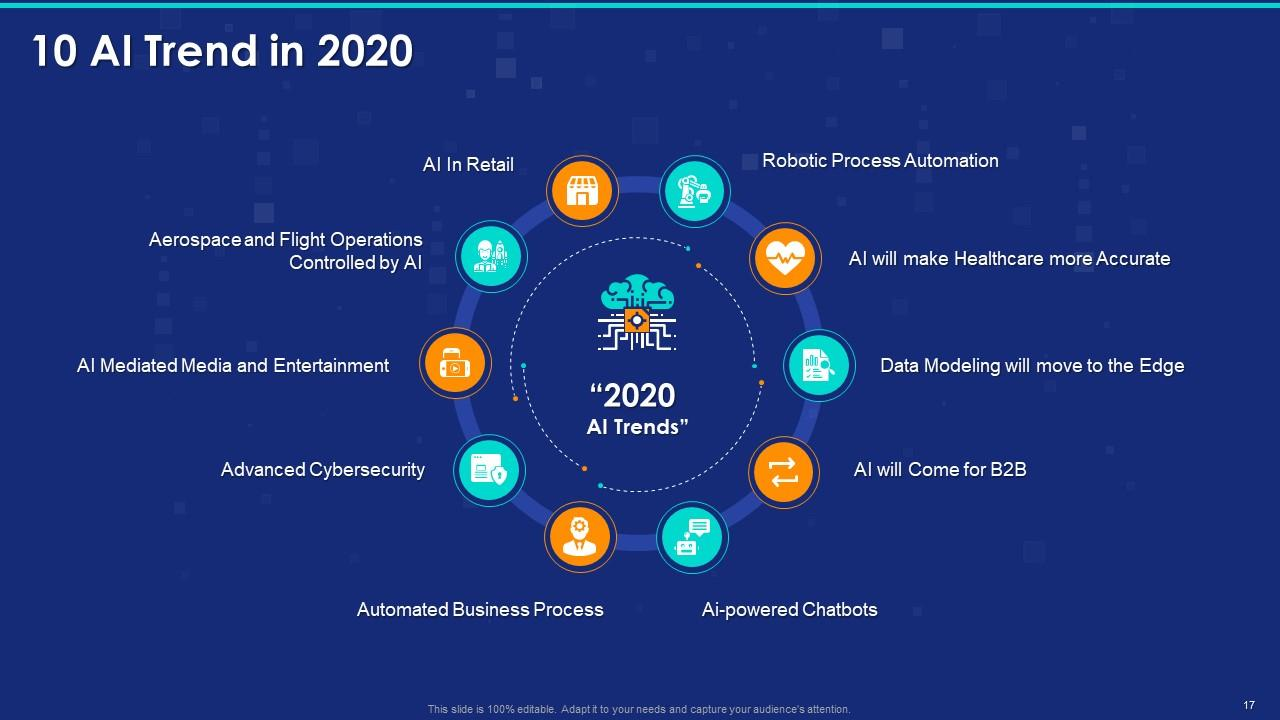 10 AI Trend in 2020
AI In Retail
Robotic Process Automation
Aerospace and Flight Operations
Controlled by AI
AI will make Healthcare more Accurate
AI Mediated Media and Entertainment
Data Modeling will move to the Edge
“2020
AI Trends”
Advanced Cybersecurity
AI will Come for B2B
Automated Business Process
Ai-powered Chatbots
This slide is 100% editable. Adapt it to your needs and capture your audience's attention.
17